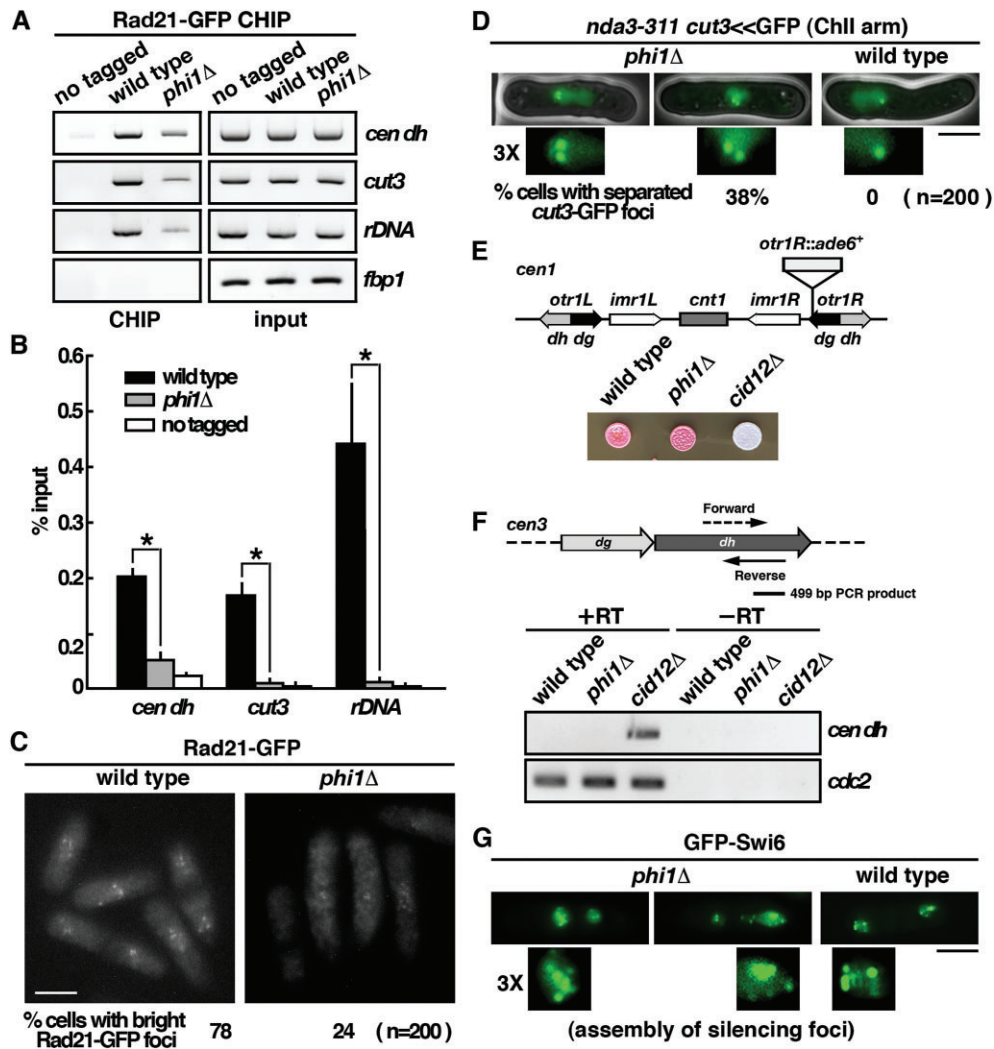 A
Rad21-GFP CHIP
no tagged wild type phi1Δ no tagged wild type phi1Δ
cen dh
cut3
rDNA
fbp1
CHIP input
B
0.6
0.5
0.4
0.3
0.2
0.2
0
% input
wild type
phi1Δ
no tagged
* * *
cen dh cut3 rDNA
C
Rad21-GFP
wild type phi1Δ
% cells with bright
Rad21-GFP foci 78 24 ( n=200 )
D
nda3-311 cut3<<GFP (ChII arm)
phi1Δ wild type
3X
% cells with separated
cut3-GFP foci 38% 0 ( n=200 )
E
otr1R::ade6+
cen1
otr1L imr1L cnt1 imr1R otr1R
dh dg dg dh
wild type phi1Δ cid12Δ
F
Forward
cen3
dg dh
Reverse
499 bp PCR product
+RT −RT
wild type phi1Δ cid12Δ wild type phi1Δ cid12Δ
cen dh
cdc2
G
GFP-Swi6
phi1Δ wild type
3X
(assembly of silencing foci)